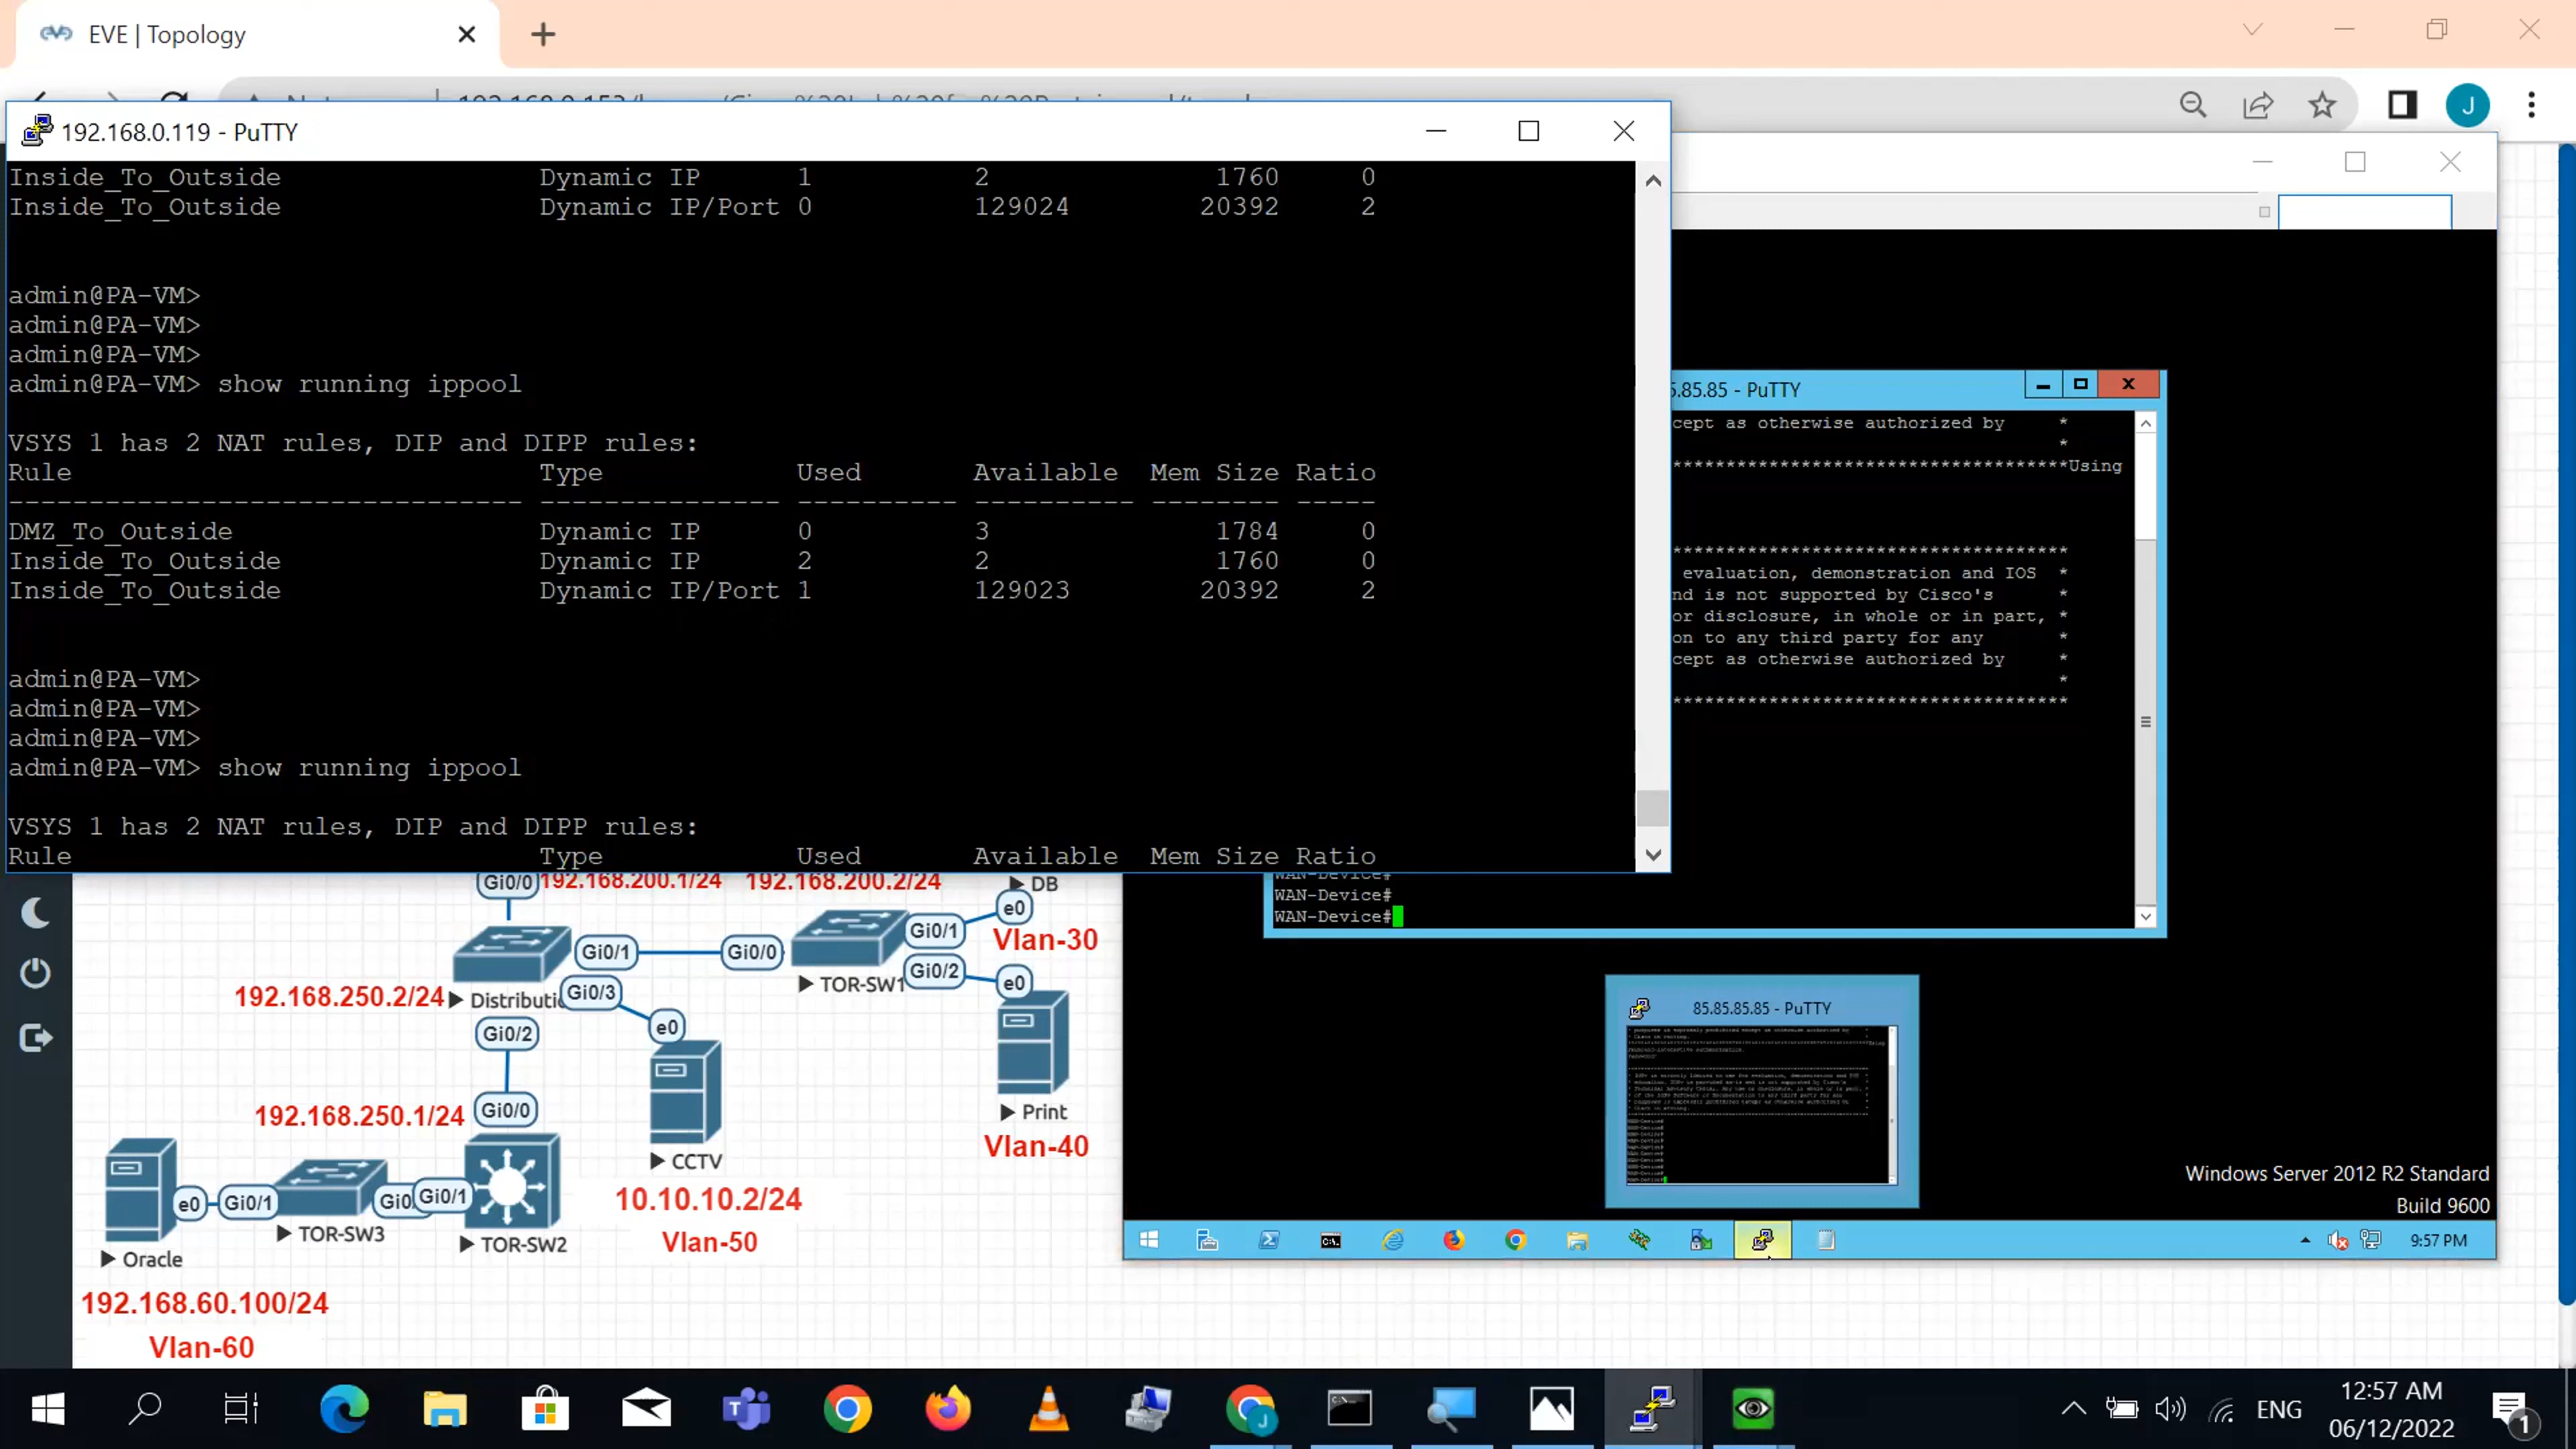 EVE | Topology
J
192.168.0.119 - PuTTY
Inside_To_Outside Dynamic IP 1 2 1760 0
Inside_To_Outside Dynamic IP/Port 0 129024 20392 2
admin@PA-VM>
admin@PA-VM>
admin@PA-VM>
admin@PA-VM> show running ippool
VSYS 1 has 2 NAT rules, DIP and DIPP rules:
Rule Type Used Available Mem Size Ratio
-------------------------------- --------------- ---------- ---------- -------- -----
DMZ_To_Outside Dynamic IP 0 3 1784 0
Inside_To_Outside Dynamic IP 2 2 1760 0
Inside_To_Outside Dynamic IP/Port 1 129023 20392 2
admin@PA-VM>
admin@PA-VM>
admin@PA-VM>
admin@PA-VM> show running ippool
VSYS 1 has 2 NAT rules, DIP and DIPP rules:
Rule Type Used Available Mem Size Ratio
5.85.85 - PuTTY
cept as otherwise authorized by *
*
**************************************Using
**************************************
evaluation, demonstration and IOS *
nd is not supported by Cisco's *
or disclosure, in whole or in part, *
on to any third party for any *
cept as otherwise authorized by *
*
**************************************
WAN-Device#
WAN-Device#
WAN-Device#
85.85.85.85 - PuTTY
Windows Server 2012 R2 Standard
Build 9600
9:57 PM
Gi0/0 192.168.200.1/24 192.168.200.2/24
DB
e0
Vlan-30
Gi0/1
Gi0/1 Gi0/0
TOR-SW1
Gi0/2
e0
192.168.250.2/24
Distributi
Gi0/3
e0
Gi0/2
Print
Vlan-40
192.168.250.1/24
Gi0/0
CCTV
10.10.10.2/24
Vlan-50
e0 Gi0/1 Gi0/ Gi0/1
TOR-SW3
TOR-SW2
Oracle
192.168.60.100/24
Vlan-60
ENG
12:57 AM
06/12/2022
1